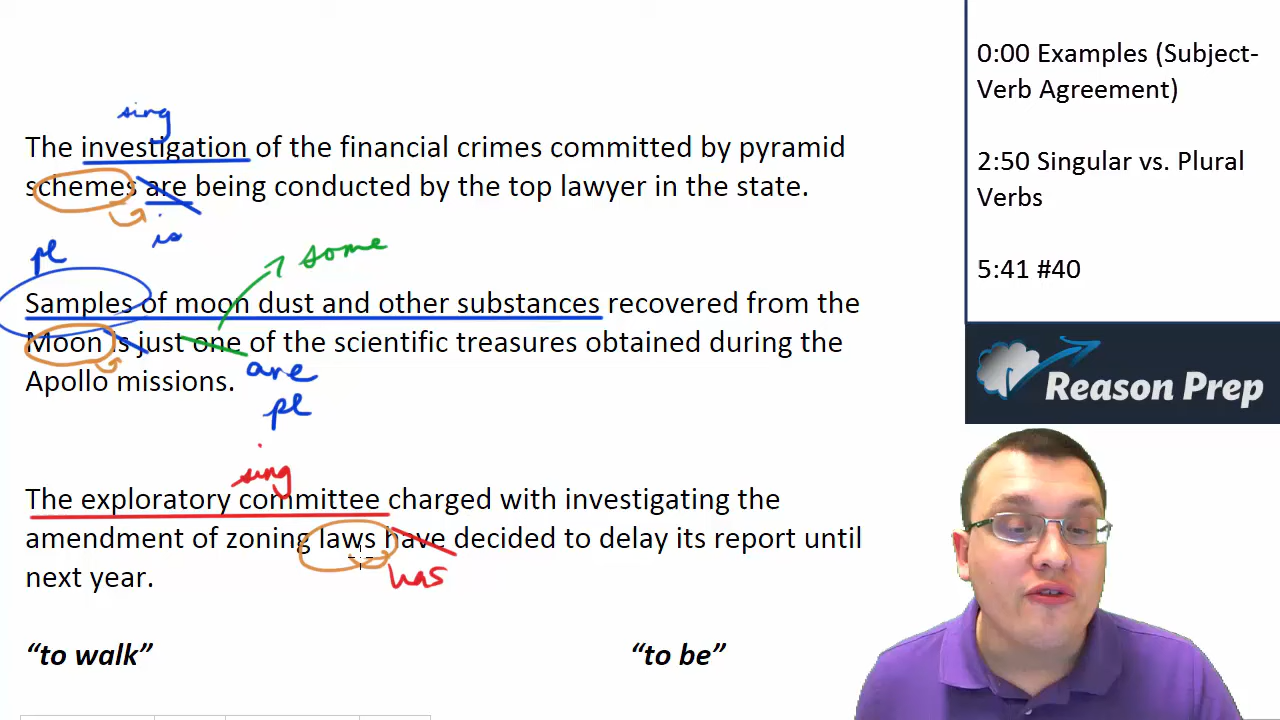 sing
The investigation of the financial crimes committed by pyramid
schemes are being conducted by the top lawyer in the state.
is
pl
some
Samples of moon dust and other substances recovered from the
Moon is just one of the scientific treasures obtained during the
are
Apollo missions.
pl
sing
The exploratory committee charged with investigating the
amendment of zoning laws have decided to delay its report until
has
next year.
“to walk”
“to be”
0:00 Examples (Subject-
Verb Agreement)
2:50 Singular vs. Plural
Verbs
5:41 #40
Reason Prep